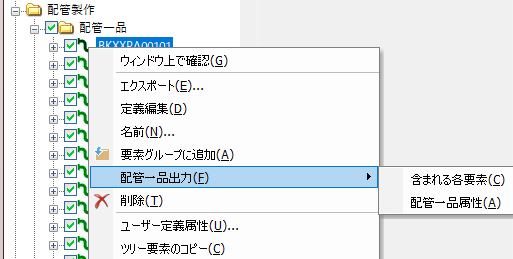 配管製作
配管一品
BKXXPA00101
ウィンドウ上で確認(G)
エクスポート(E)...
定義編集(D)
名前(N)...
要素グループに追加(A)
配管一品出力(F)
含まれる各要素(C)
配管一品属性(A)
削除(T)
ユーザー定義属性(U)...
ツリー要素のコピー(C)